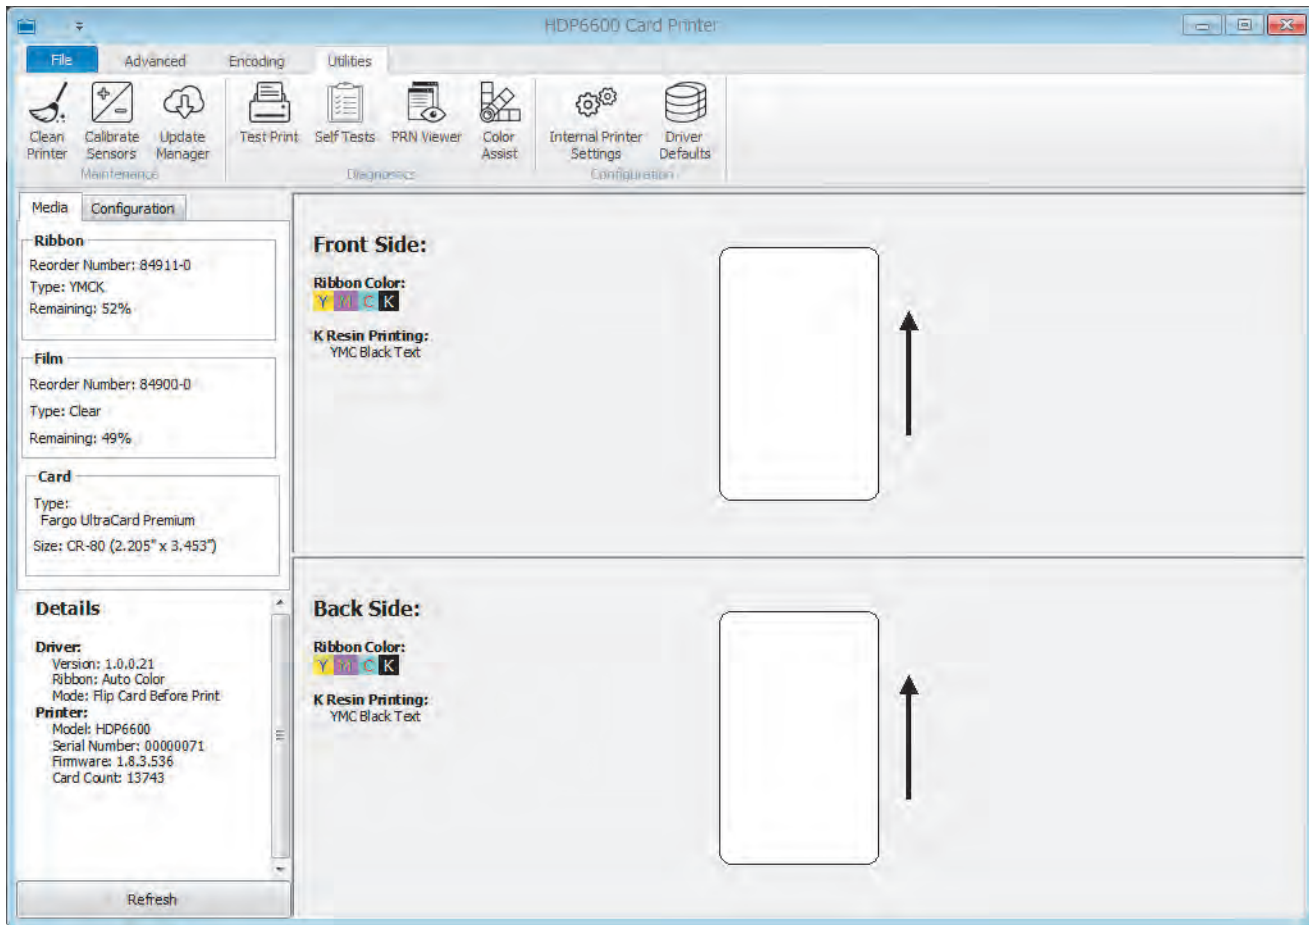 HDP6600 Card Printer
File Advanced Encoding Utilities
Clean Printer
Calibrate Sensors
Update Manager
Test Print
Self Tests
PRN Viewer
Color Assist
Internal Printer Settings
Driver Defaults
Maintenance Diagnostics Configuration
Media Configuration
Ribbon
Reorder Number: 84911-0
Type: YMCK
Remaining: 52%
Film
Reorder Number: 84900-0
Type: Clear
Remaining: 49%
Card
Type:
Fargo UltraCard Premium
Size: CR-80 (2.205" x 3.453")
Details
Driver:
Version: 1.0.0.21
Ribbon: Auto Color
Mode: Flip Card Before Print
Printer:
Model: HDP6600
Serial Number: 00000071
Firmware: 1.8.3.536
Card Count: 13743
Refresh
Front Side:
Ribbon Color:
Y M C K
K Resin Printing:
YMC Black Text
Back Side:
Ribbon Color:
Y M C K
K Resin Printing:
YMC Black Text